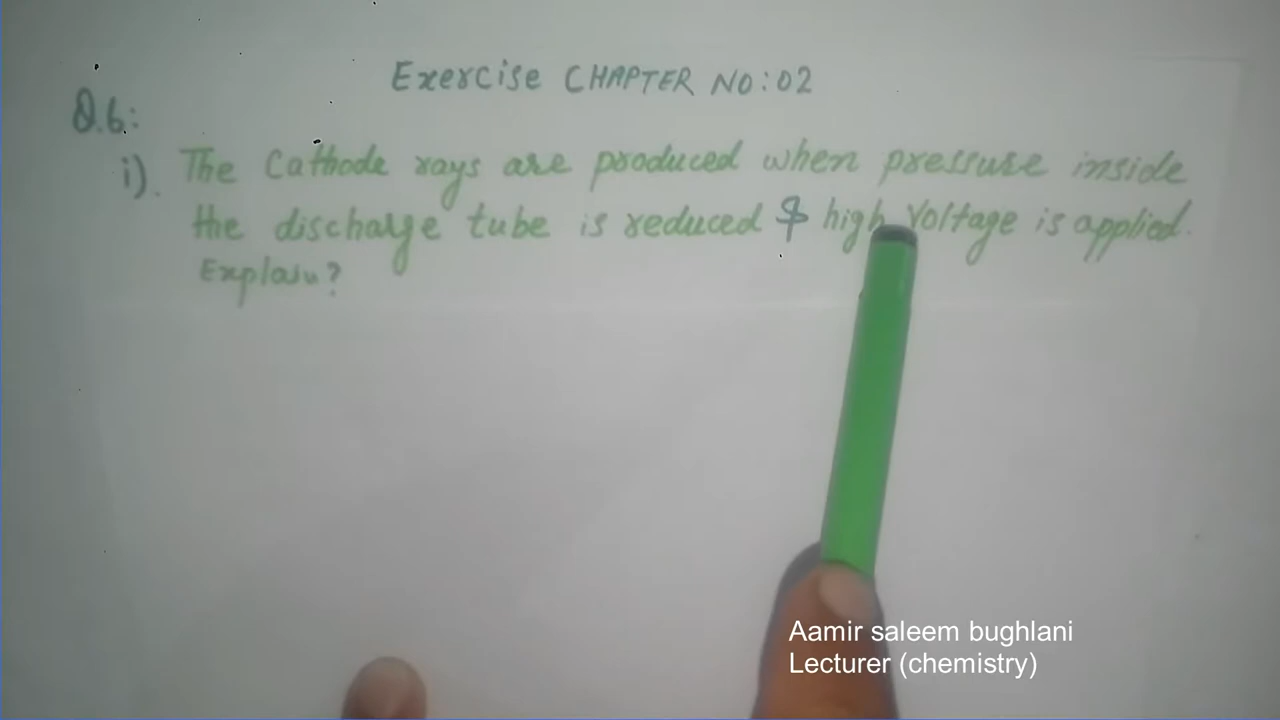 Exercise CHAPTER NO:02
Q.6:
i). The Cathode rays are produced when pressure inside
the discharge tube is reduced & high Voltage is applied.
Explain?
Aamir saleem bughlani
Lecturer (chemistry)